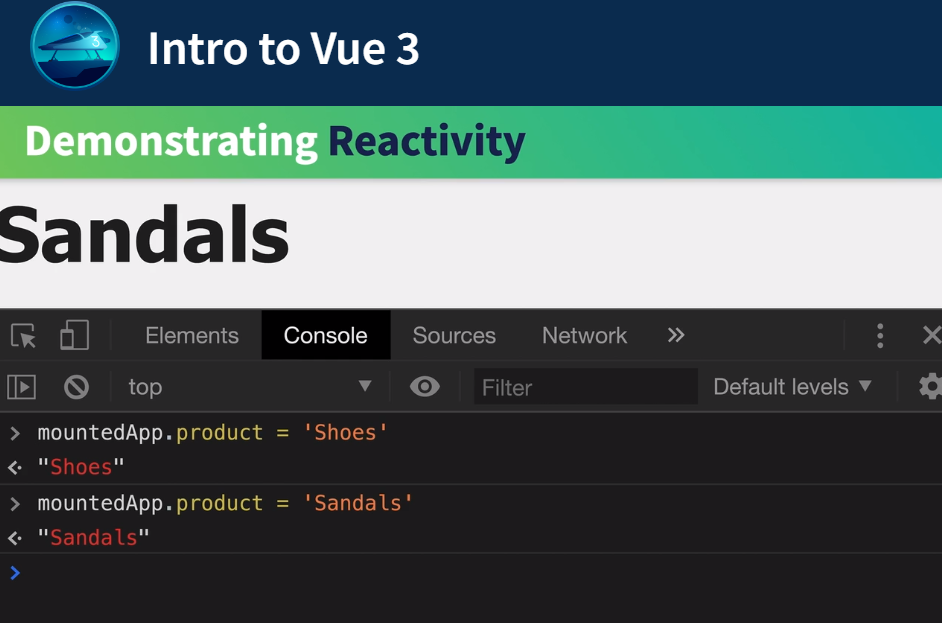 3
Intro to Vue 3
Demonstrating Reactivity
Sandals
Elements Console Sources Network »
top Filter Default levels
> mountedApp.product = 'Shoes'
"Shoes"
> mountedApp.product = 'Sandals'
"Sandals"
>